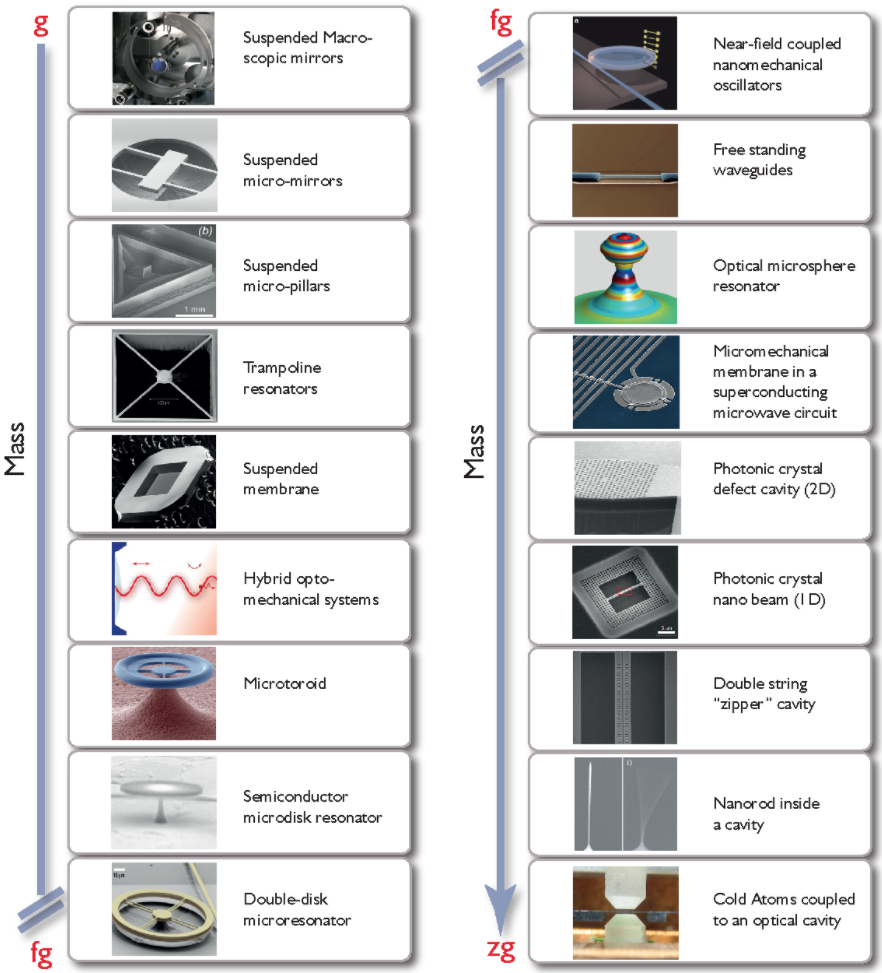 g
Suspended Macro-
scopic mirrors
Suspended
micro-mirrors
(b)
1 mm
Suspended
micro-pillars
Trampoline
resonators
Mass
Suspended
membrane
Hybrid opto-
mechanical systems
Microtoroid
Semiconductor
microdisk resonator
Double-disk
microresonator
fg
fg
a
Near-field coupled
nanomechanical
oscillators
Free standing
waveguides
Optical microsphere
resonator
Micromechanical
membrane in a
superconducting
microwave circuit
Mass
Photonic crystal
defect cavity (2D)
Photonic crystal
nano beam (1D)
Double string
"zipper" cavity
Nanorod inside
a cavity
Cold Atoms coupled
to an optical cavity
zg